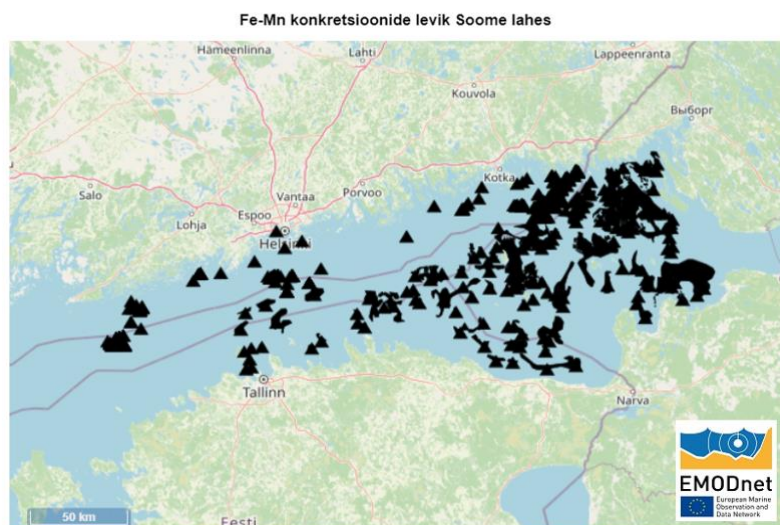 Fe-Mn konkretsioonide levik Soome lahes
Hämeenlinna
Lahti
Lappeenranta
Kouvola
Выборг
Salo
Lohja
Espoo
Vantaa
Porvoo
Kotka
Helsinki
Tallinn
Narva
Eesti
50 km
EMODnet
European Marine
Observation and
Data Network